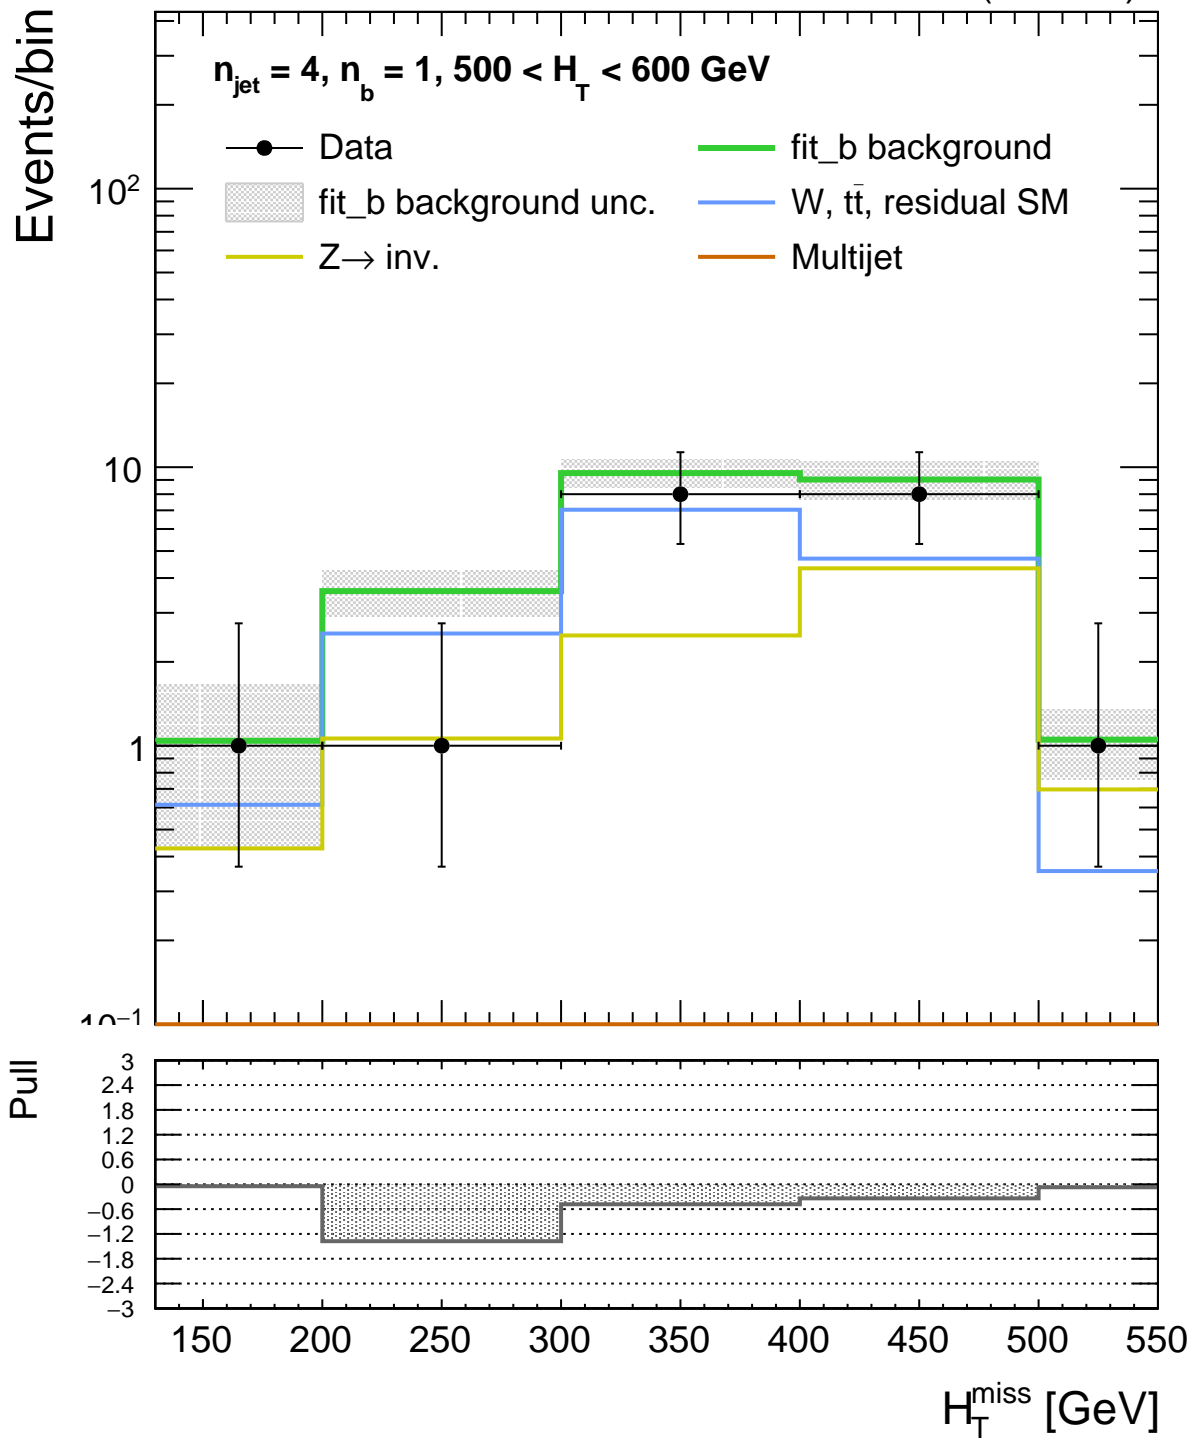 Events/bin
n_jet = 4, n_b = 1, 500 < H_T < 600 GeV
Data
fit_b background
fit_b background unc.
W, tt̄, residual SM
Z→ inv.
Multijet
10²
10
1
10⁻¹
Pull
3
2.4
1.8
1.2
0.6
0
−0.6
−1.2
−1.8
−2.4
−3
150 200 250 300 350 400 450 500 550
H_T^miss [GeV]